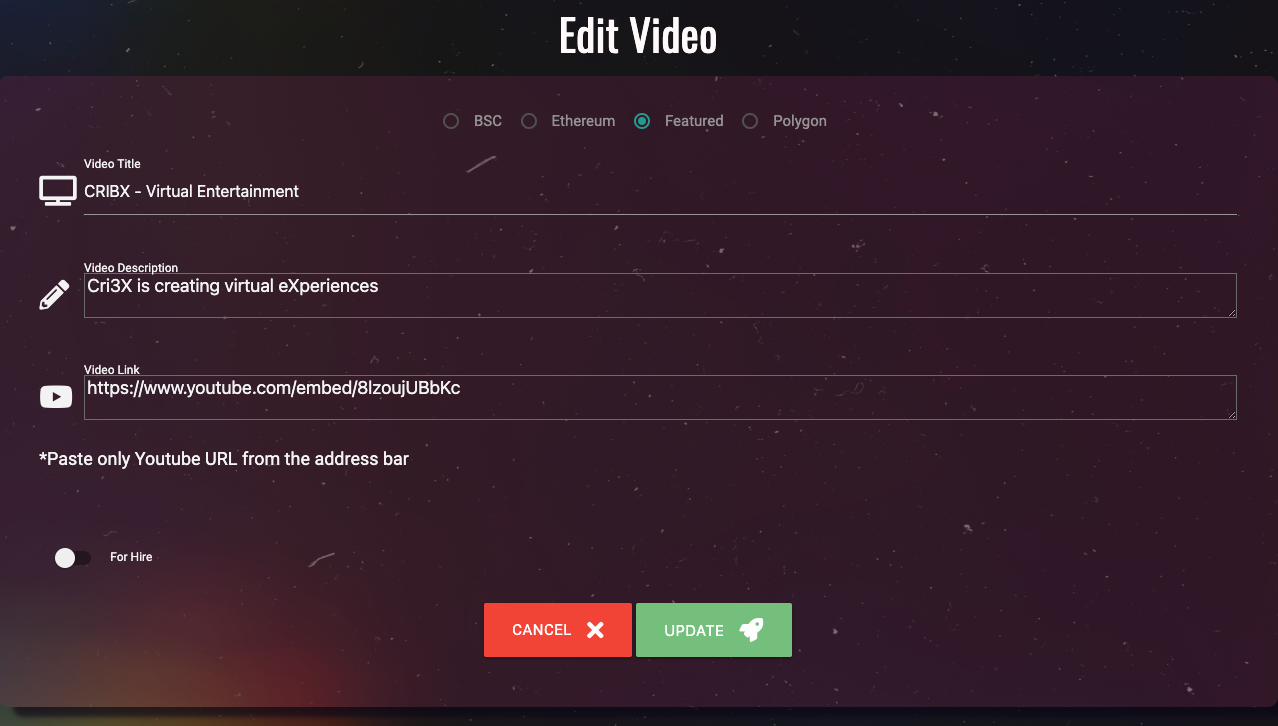 Edit Video
BSC Ethereum Featured Polygon
Video Title
CRIBX - Virtual Entertainment
Video Description
Cri3X is creating virtual eXperiences
Video Link
https://www.youtube.com/embed/8lzoujUBbKc
*Paste only Youtube URL from the address bar
For Hire
CANCEL UPDATE